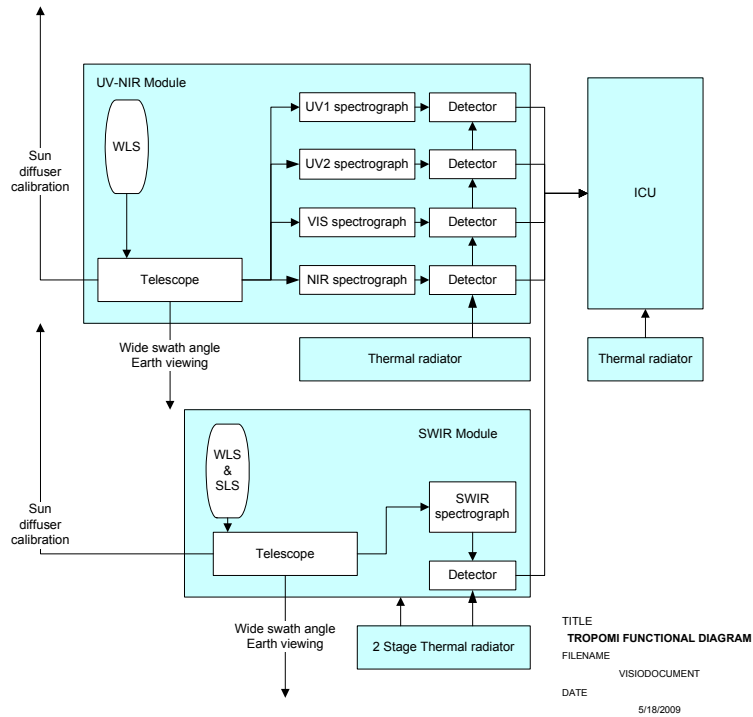 UV-NIR Module
WLS
UV1 spectrograph
Detector
UV2 spectrograph
Detector
VIS spectrograph
Detector
Telescope
NIR spectrograph
Detector
ICU
Sun
diffuser
calibration
Wide swath angle
Earth viewing
Thermal radiator
Thermal radiator
SWIR Module
WLS
&
SLS
SWIR
spectrograph
Telescope
Detector
Sun
diffuser
calibration
Wide swath angle
Earth viewing
2 Stage Thermal radiator
TITLE
TROPOMI FUNCTIONAL DIAGRAM
FILENAME
VISIODOCUMENT
DATE
5/18/2009